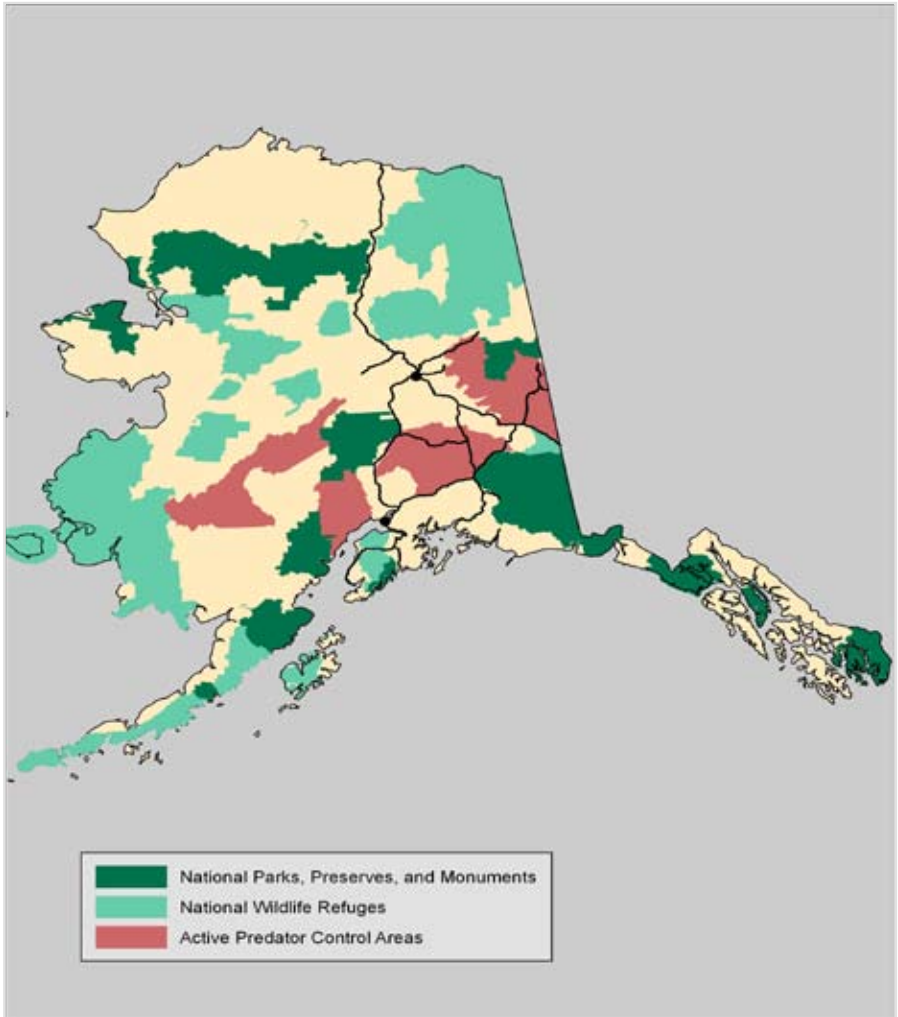 National Parks, Preserves, and Monuments
National Wildlife Refuges
Active Predator Control Areas